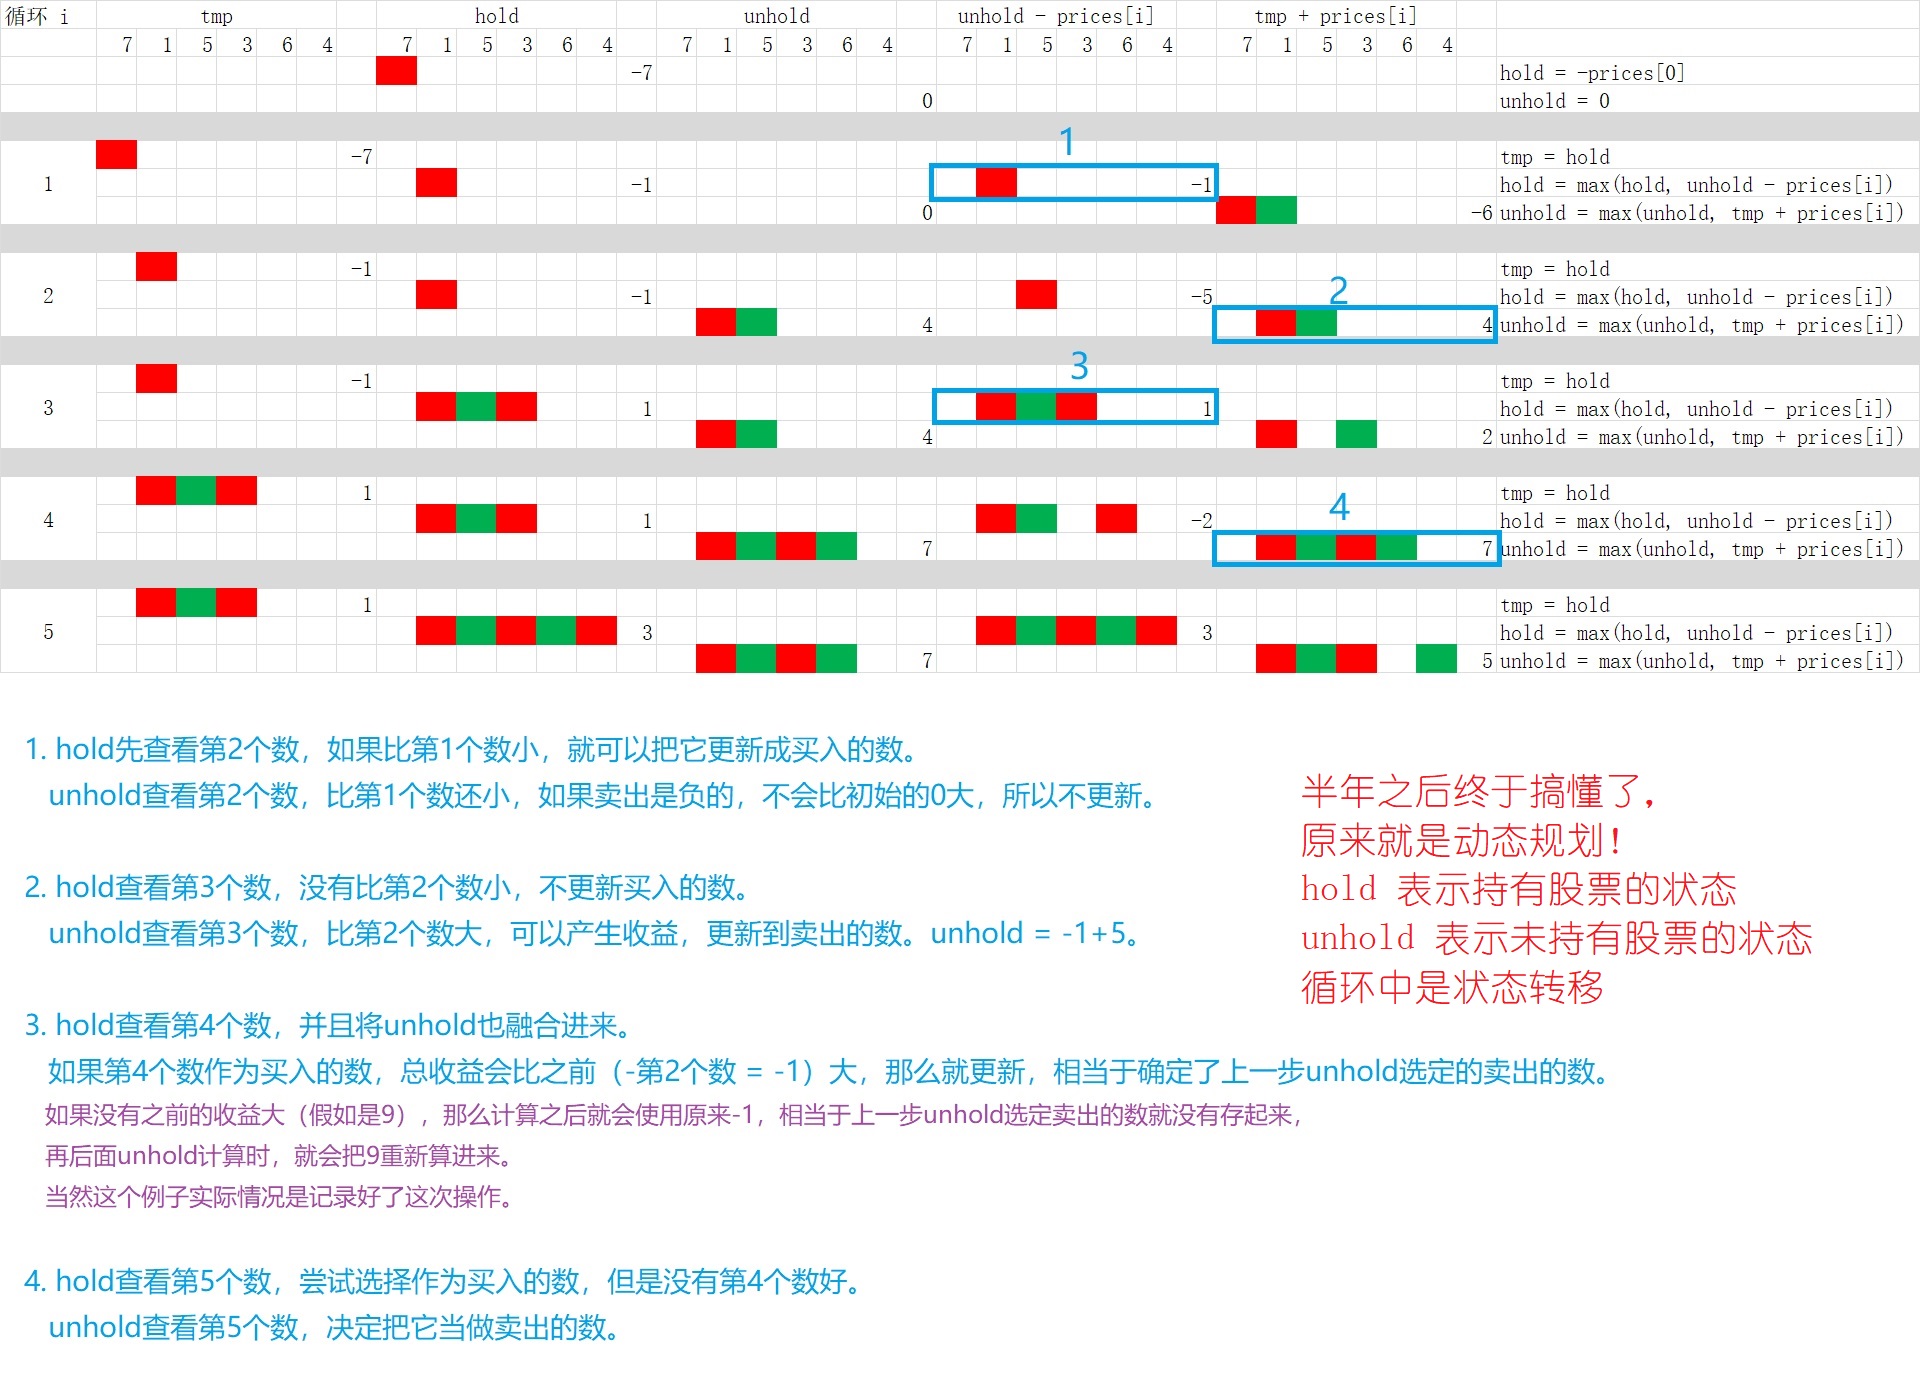 循环 i tmp hold unhold unhold - prices[i] tmp + prices[i]
7 1 5 3 6 4 7 1 5 3 6 4 7 1 5 3 6 4 7 1 5 3 6 4 7 1 5 3 6 4
-7 hold = -prices[0]
0 unhold = 0
1
-7 tmp = hold
1 -1 -1 hold = max(hold, unhold - prices[i])
0 -6 unhold = max(unhold, tmp + prices[i])
-1 tmp = hold
2 -1 -5 2 hold = max(hold, unhold - prices[i])
4 4 unhold = max(unhold, tmp + prices[i])
3
-1 tmp = hold
3 1 1 hold = max(hold, unhold - prices[i])
4 2 unhold = max(unhold, tmp + prices[i])
1 tmp = hold
4 1 -2 4 hold = max(hold, unhold - prices[i])
7 7 unhold = max(unhold, tmp + prices[i])
1 tmp = hold
5 3 3 hold = max(hold, unhold - prices[i])
7 5 unhold = max(unhold, tmp + prices[i])
1. hold先查看第2个数，如果比第1个数小，就可以把它更新成买入的数。
unhold查看第2个数，比第1个数还小，如果卖出是负的，不会比初始的0大，所以不更新。
2. hold查看第3个数，没有比第2个数小，不更新买入的数。
unhold查看第3个数，比第2个数大，可以产生收益，更新到卖出的数。unhold = -1+5。
3. hold查看第4个数，并且将unhold也融合进来。
如果第4个数作为买入的数，总收益会比之前（-第2个数 = -1）大，那么就更新，相当于确定了上一步unhold选定的卖出的数。
如果没有之前的收益大（假如是9），那么计算之后就会使用原来-1，相当于上一步unhold选定卖出的数就没有存起来，
再后面unhold计算时，就会把9重新算进来。
当然这个例子实际情况是记录好了这次操作。
4. hold查看第5个数，尝试选择作为买入的数，但是没有第4个数好。
unhold查看第5个数，决定把它当做卖出的数。
半年之后终于搞懂了，
原来就是动态规划！
hold 表示持有股票的状态
unhold 表示未持有股票的状态
循环中是状态转移